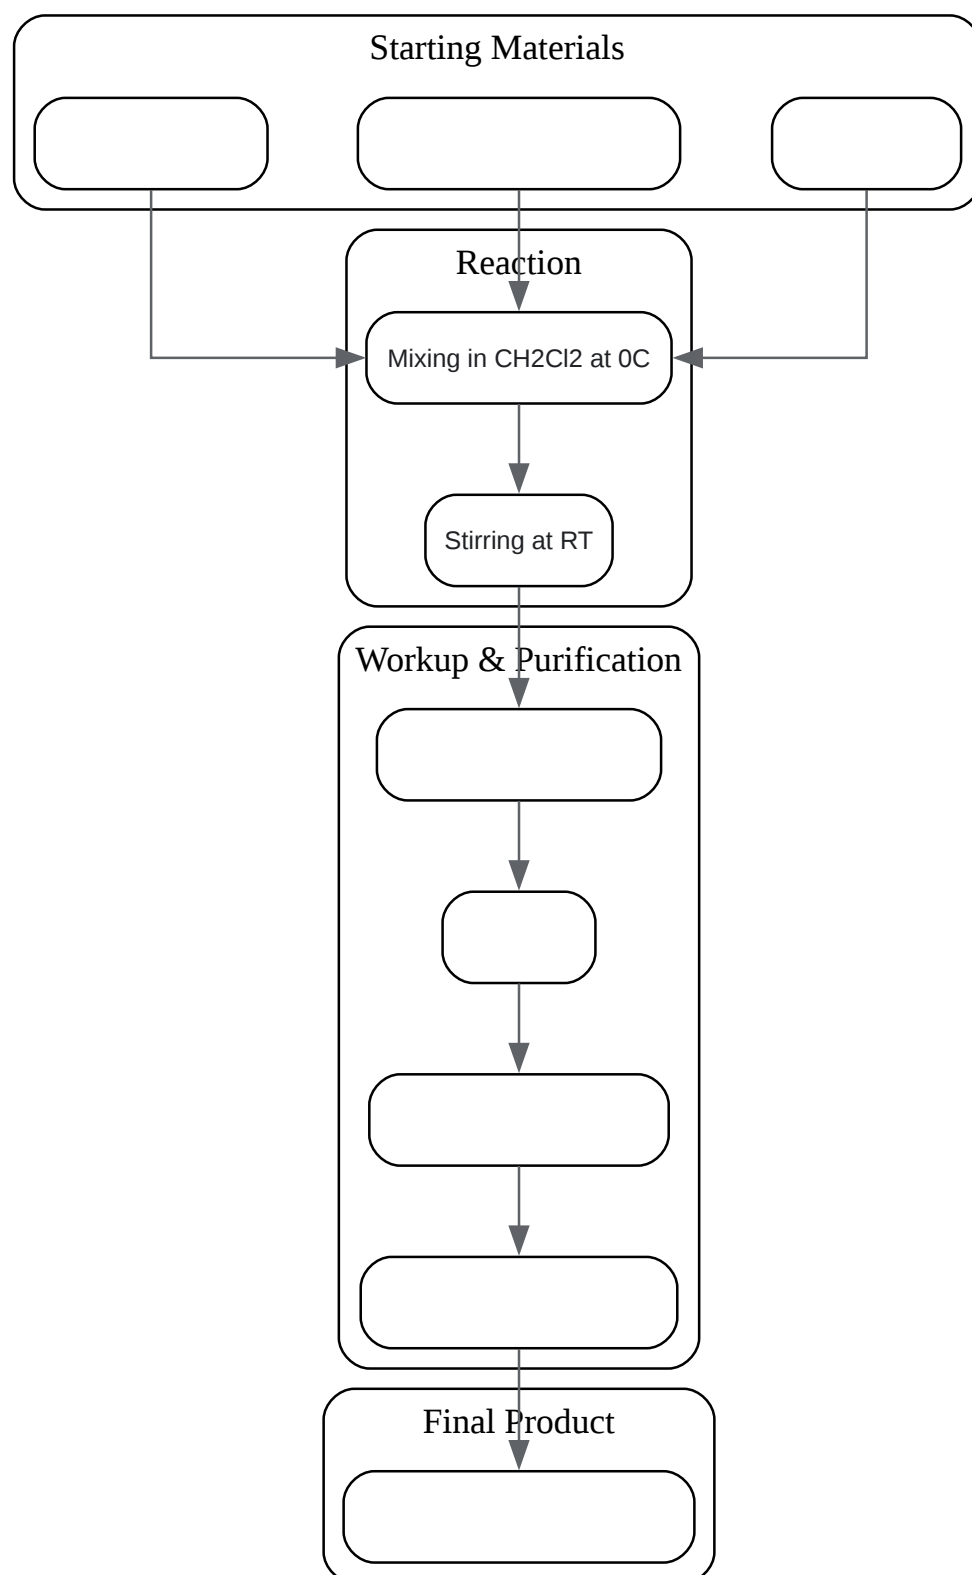 Starting Materials
Reaction
Mixing in CH2Cl2 at 0C
Stirring at RT
Workup & Purification
Final Product